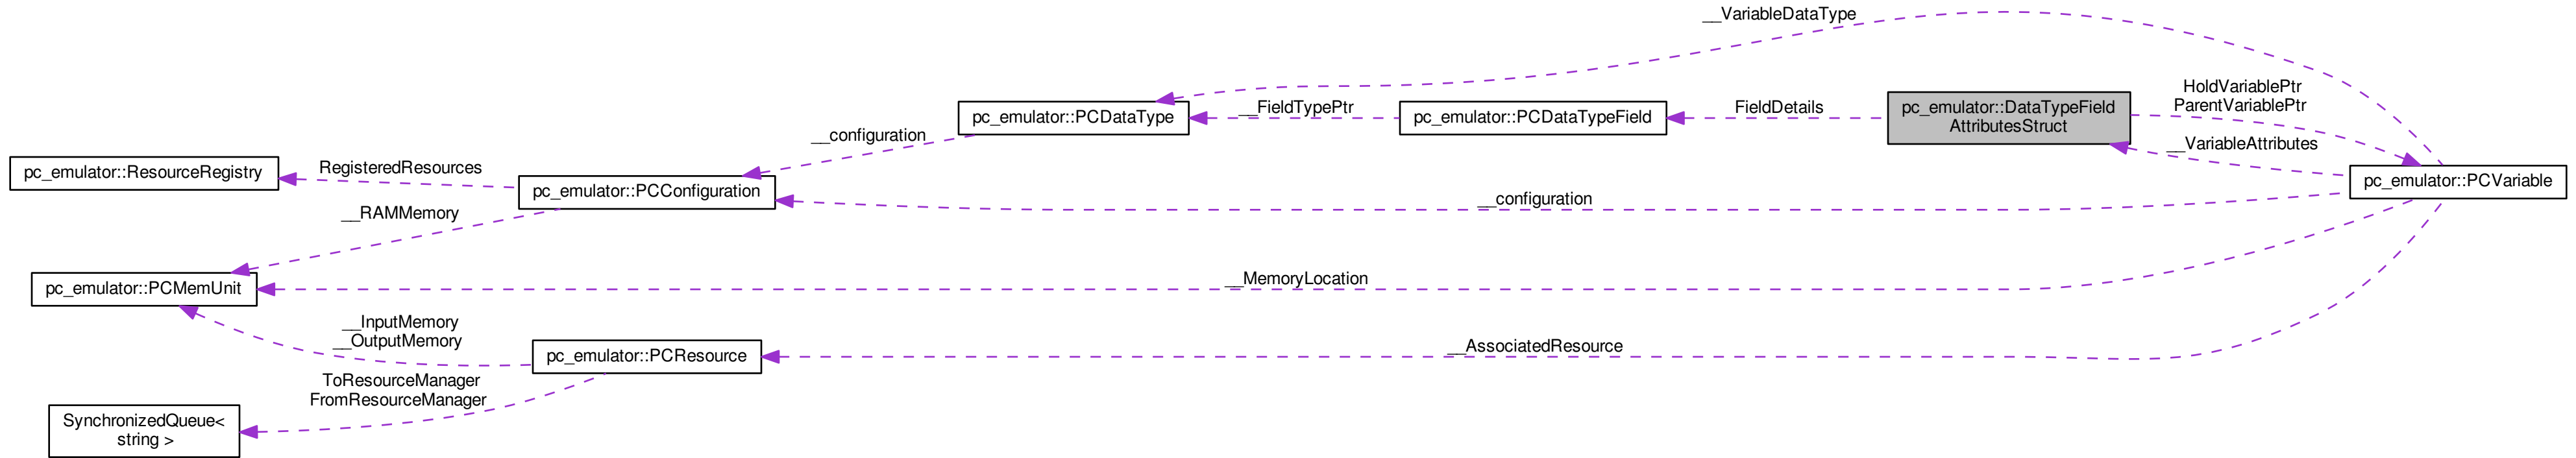 __VariableDataType
HoldVariablePtr
ParentVariablePtr
pc_emulator::PCDataType
__FieldTypePtr
pc_emulator::PCDataTypeField
FieldDetails
pc_emulator::DataTypeField
AttributesStruct
__configuration
__VariableAttributes
pc_emulator::ResourceRegistry
RegisteredResources
pc_emulator::PCConfiguration
pc_emulator::PCVariable
__configuration
__RAMMemory
pc_emulator::PCMemUnit
__MemoryLocation
__InputMemory
__OutputMemory
pc_emulator::PCResource
__AssociatedResource
ToResourceManager
FromResourceManager
SynchronizedQueue<
string >